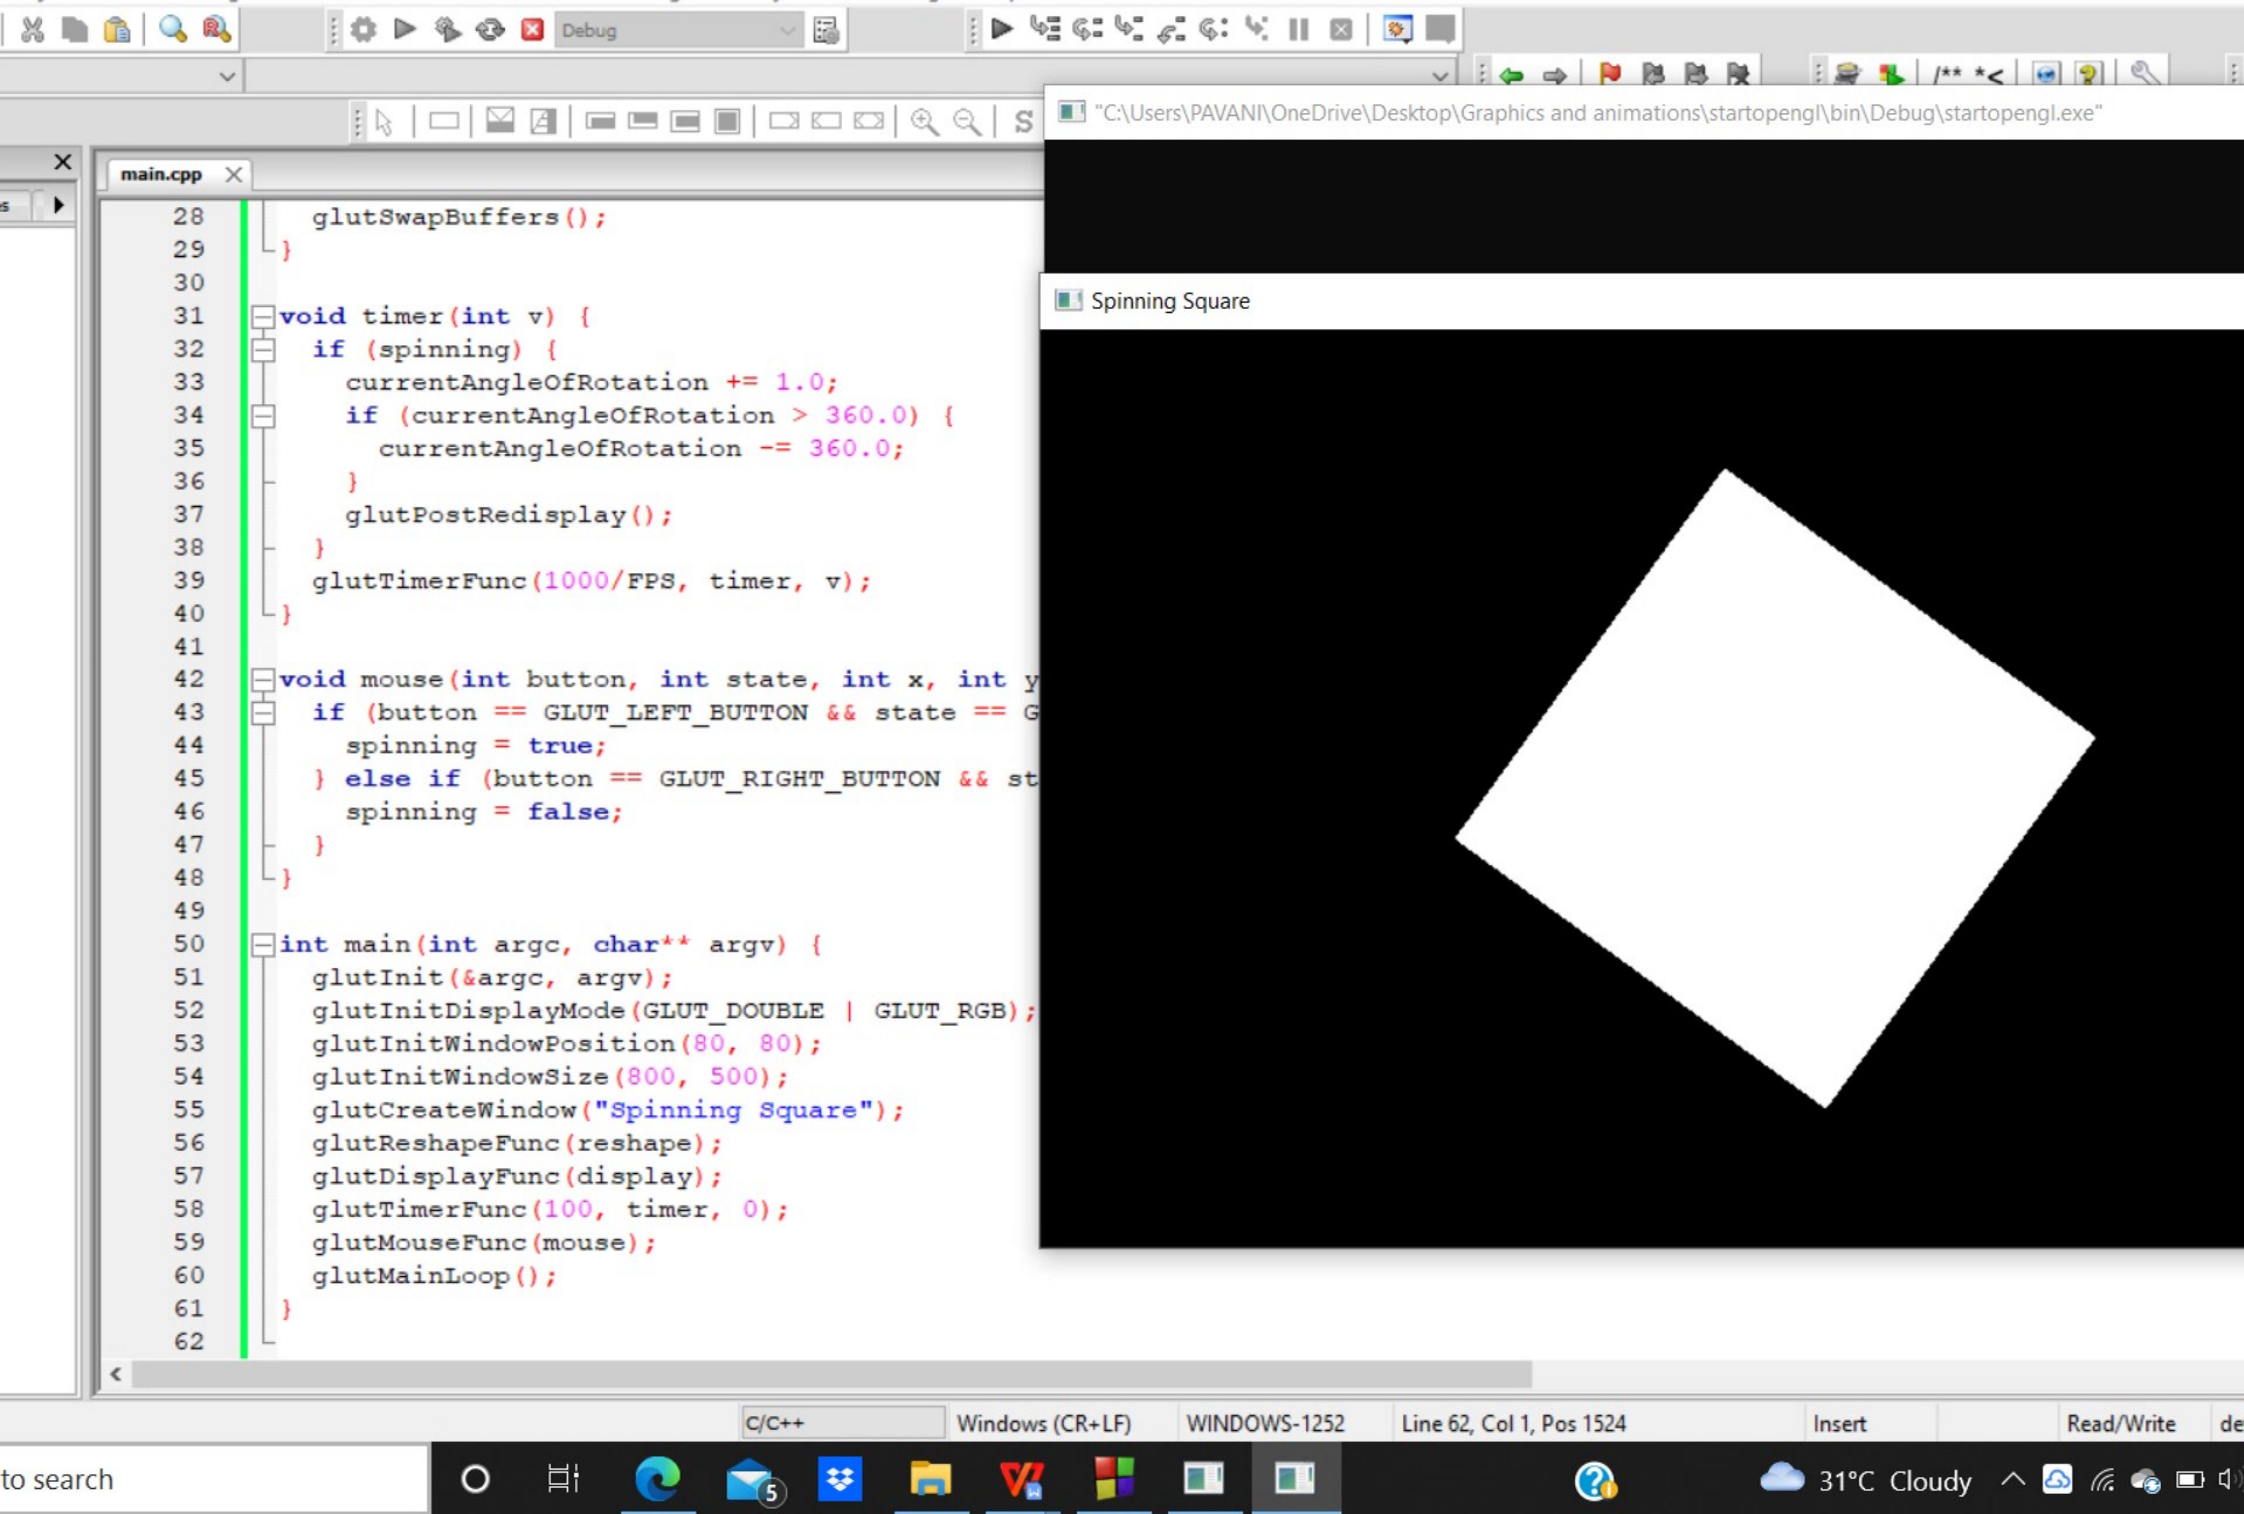 Debug
/** *<
S
"C:\Users\PAVANI\OneDrive\Desktop\Graphics and animations\startopengl\bin\Debug\startopengl.exe"
main.cpp
28 glutSwapBuffers();
29 }
30
31 void timer(int v) {
32 if (spinning) {
33 currentAngleOfRotation += 1.0;
34 if (currentAngleOfRotation > 360.0) {
35 currentAngleOfRotation -= 360.0;
36 }
37 glutPostRedisplay();
38 }
39 glutTimerFunc(1000/FPS, timer, v);
40 }
41
42 void mouse(int button, int state, int x, int y
43 if (button == GLUT_LEFT_BUTTON && state == G
44 spinning = true;
45 } else if (button == GLUT_RIGHT_BUTTON && st
46 spinning = false;
47 }
48 }
49
50 int main(int argc, char** argv) {
51 glutInit(&argc, argv);
52 glutInitDisplayMode(GLUT_DOUBLE | GLUT_RGB);
53 glutInitWindowPosition(80, 80);
54 glutInitWindowSize(800, 500);
55 glutCreateWindow("Spinning Square");
56 glutReshapeFunc(reshape);
57 glutDisplayFunc(display);
58 glutTimerFunc(100, timer, 0);
59 glutMouseFunc(mouse);
60 glutMainLoop();
61 }
62
Spinning Square
C/C++ Windows (CR+LF) WINDOWS-1252 Line 62, Col 1, Pos 1524 Insert Read/Write de
to search 5 31°C Cloudy